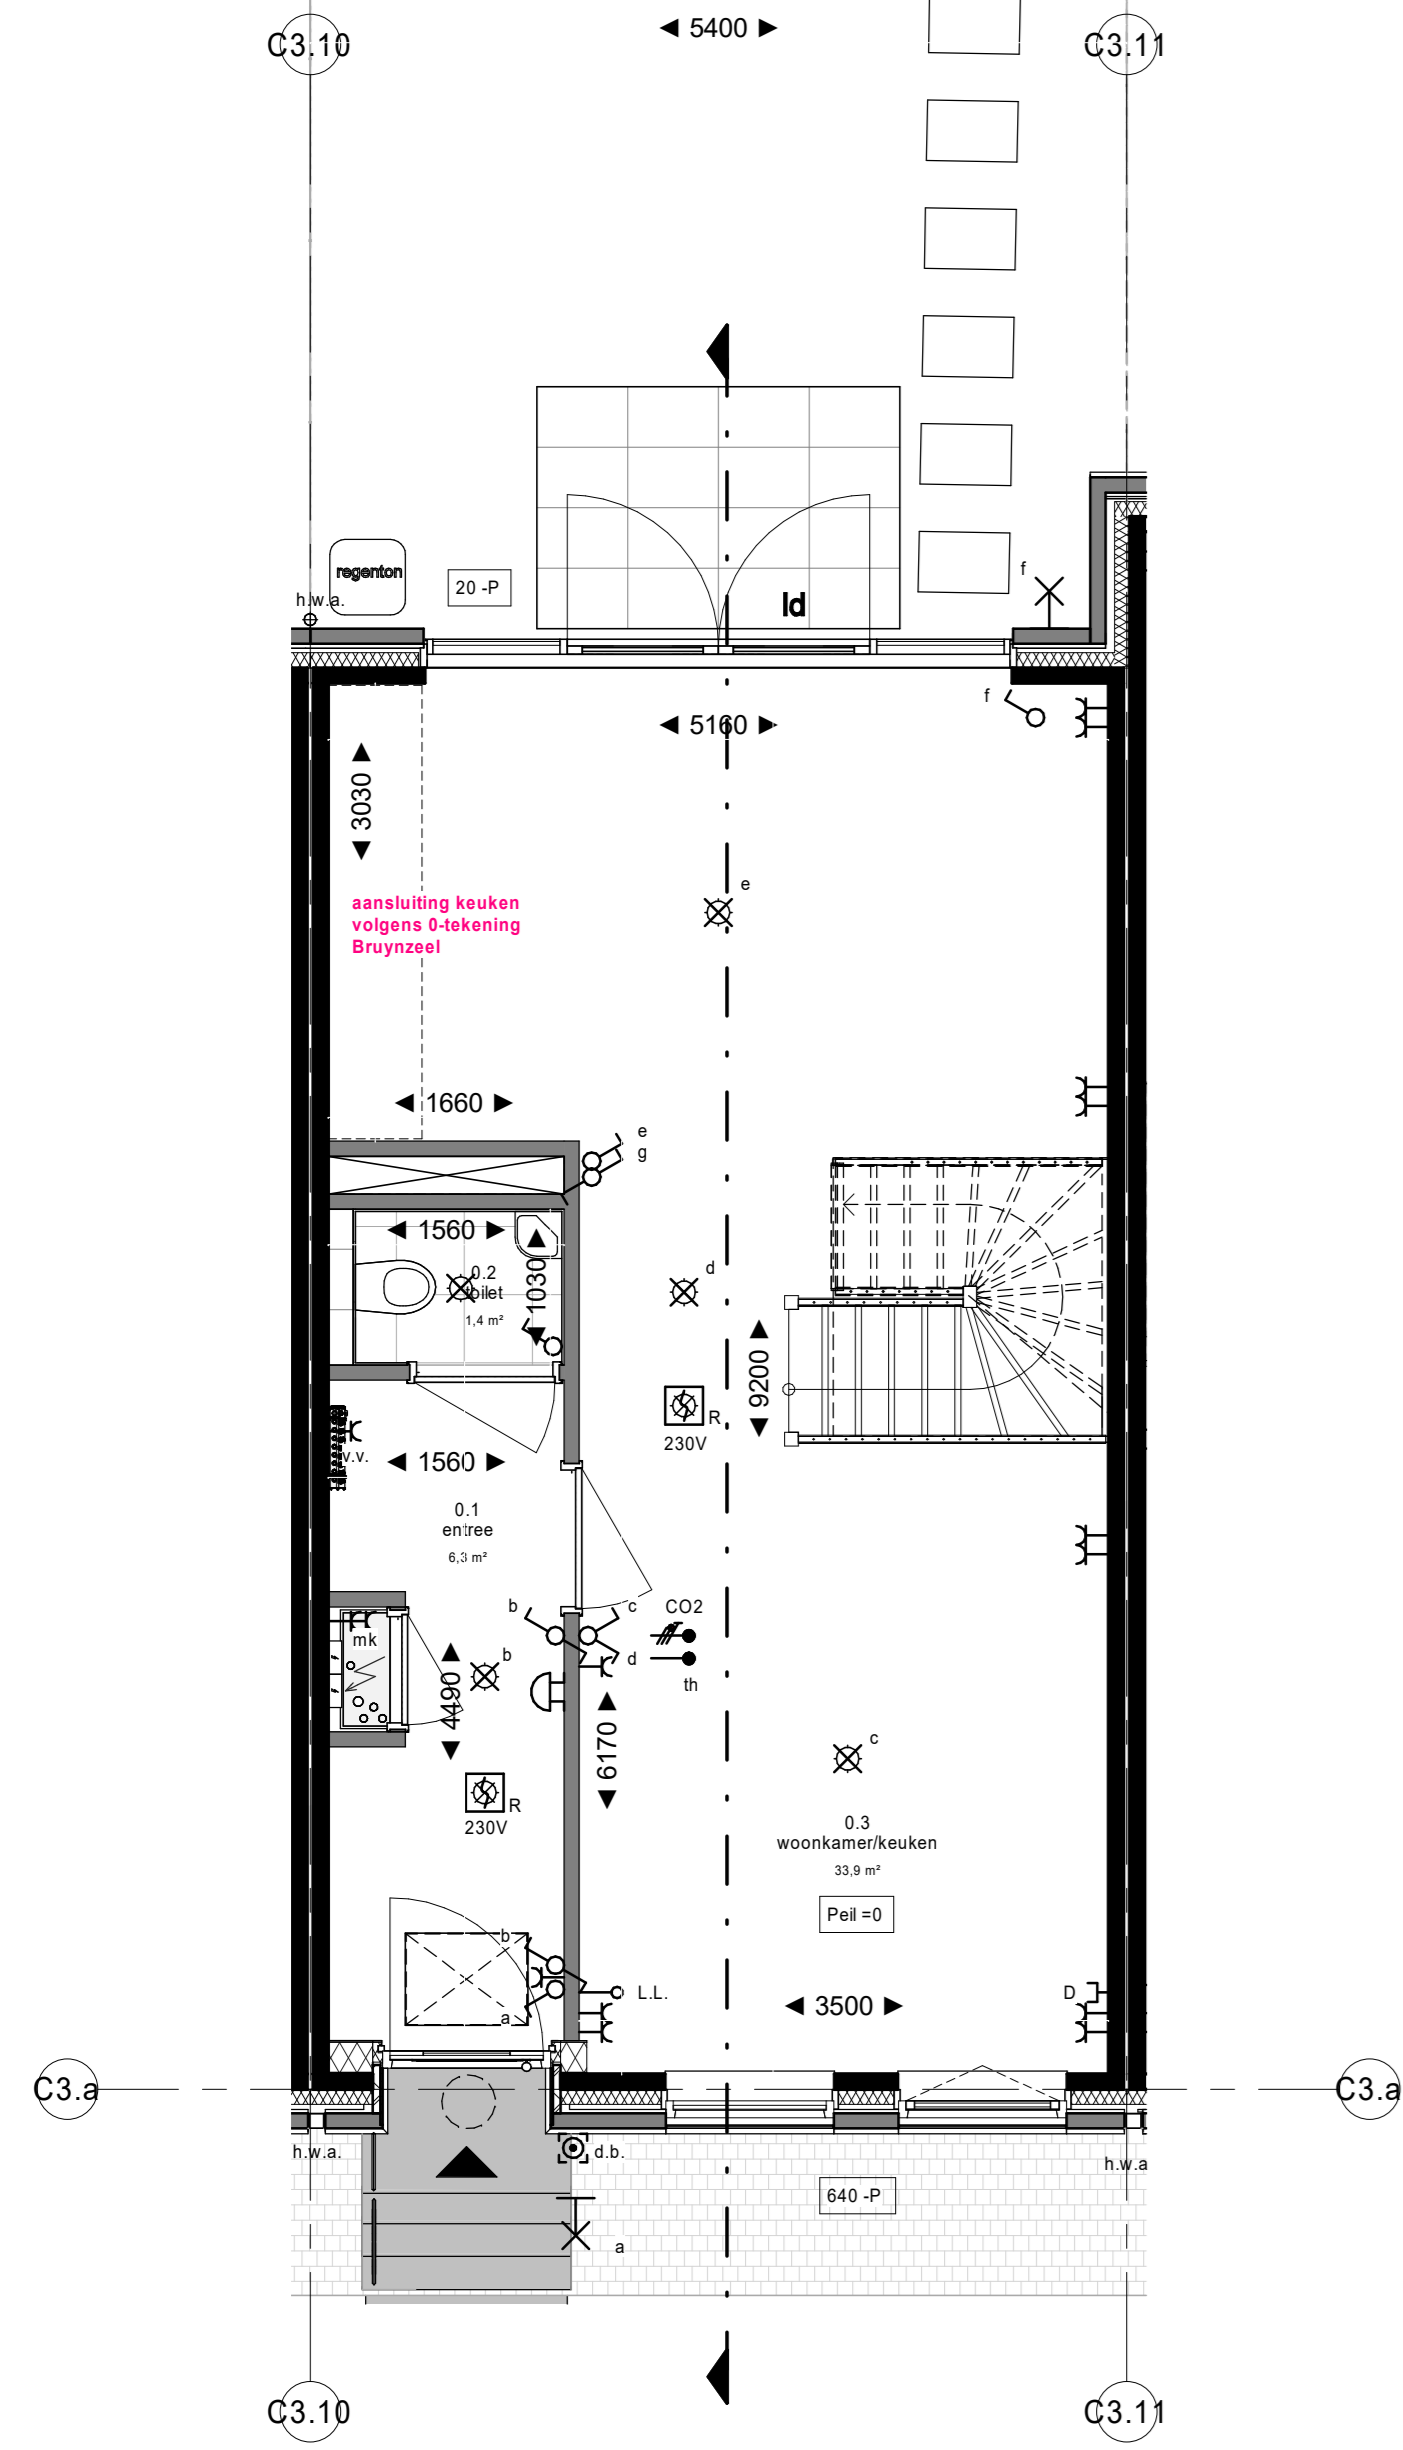 C3.10
5400
C3.11
regenton
h.w.a.
20 -P
ld
f
f
5160
3030
e
aansluiting keuken
volgens 0-tekening
Bruynzeel
1660
e
g
1560
0.2
toilet
1,4 m²
1030
d
9200
R
230V
v.v.
1560
0.1
entree
6,3 m²
b
c
CO2
mk
b
d
th
4490
6170
c
R
230V
0.3
woonkamer/keuken
33,9 m²
Peil =0
b
a
L.L.
D
3500
C3.a
C3.a
h.w.a.
d.b.
h.w.a
640 -P
a
C3.10
C3.11